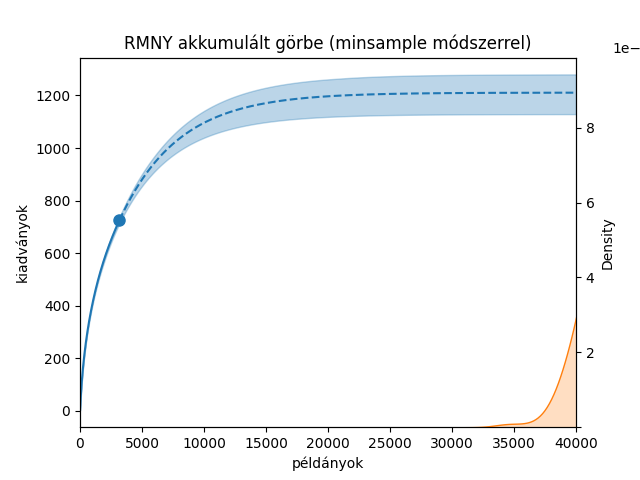 RMNY akkumulált görbe (minsample módszerrel)
1e−
1200
1000
800
600
400
200
0
kiadványok
8
6
4
2
Density
0 5000 10000 15000 20000 25000 30000 35000 40000
példányok